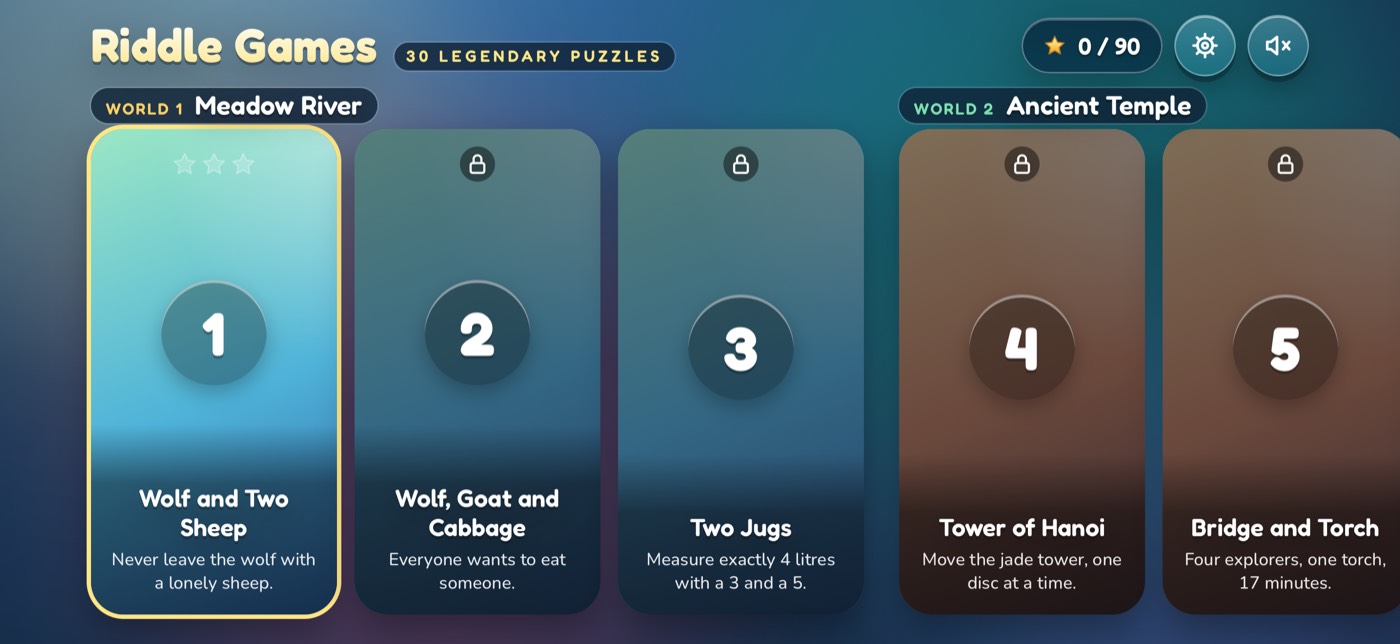 Riddle Games
30 LEGENDARY PUZZLES
0 / 90
WORLD 1 Meadow River
WORLD 2 Ancient Temple
1
Wolf and Two
Sheep
Never leave the wolf with
a lonely sheep.
2
Wolf, Goat and
Cabbage
Everyone wants to eat
someone.
3
Two Jugs
Measure exactly 4 litres
with a 3 and a 5.
4
Tower of Hanoi
Move the jade tower, one
disc at a time.
5
Bridge and Torch
Four explorers, one torch,
17 minutes.